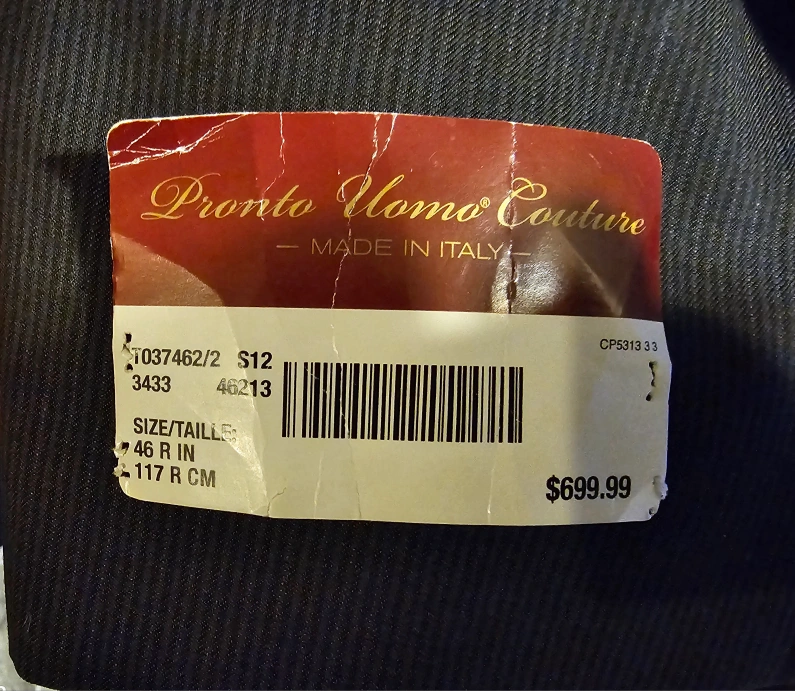 Pronto Uomo® Couture
— MADE IN ITALY —
CP5313 3 3
T037462/2 S12
3433 46213
SIZE/TAILLE:
46 R IN
117 R CM
$699.99